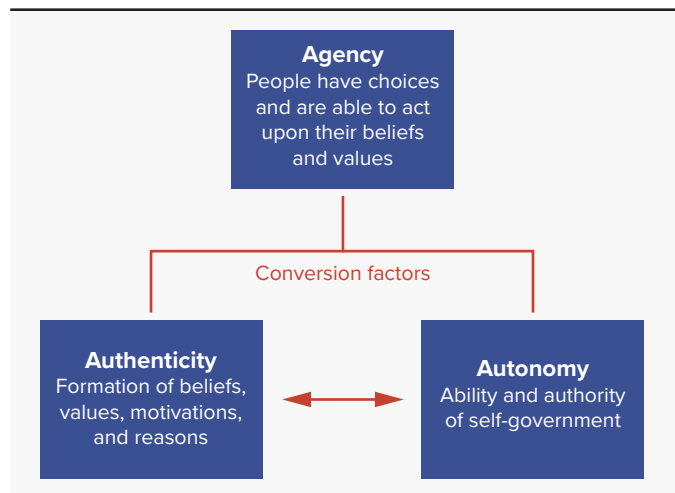 Agency
People have choices
and are able to act
upon their beliefs
and values
Conversion factors
Authenticity
Formation of beliefs,
values, motivations,
and reasons
Autonomy
Ability and authority
of self-government